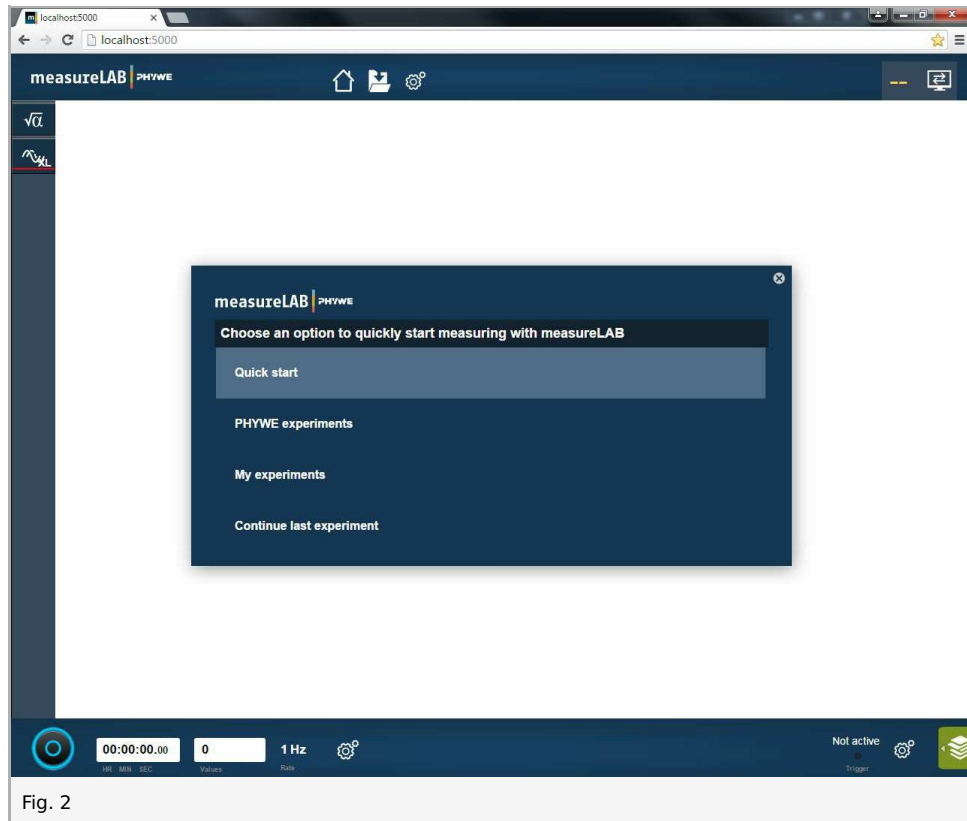 localhost:5000
localhost:5000
measureLAB PHYWE
√α
XL
measureLAB PHYWE
Choose an option to quickly start measuring with measureLAB
Quick start
PHYWE experiments
My experiments
Continue last experiment
00:00:00.00 0 1 Hz Not active
HR MIN SEC Values Rate Trigger
Fig. 2